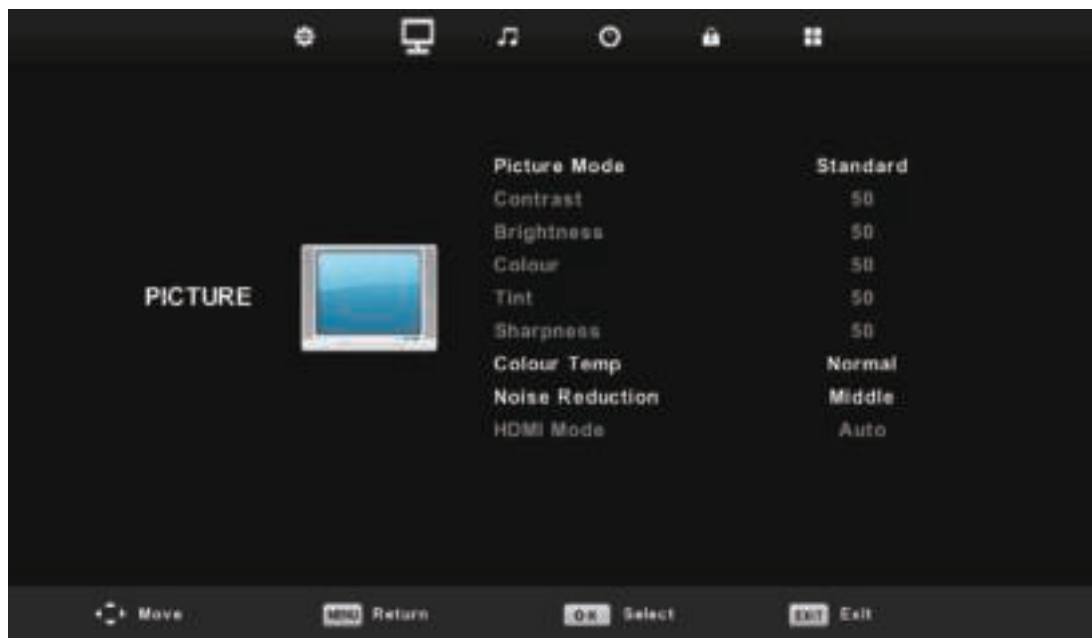 Picture Mode Standard
Contrast 50
Brightness 50
Colour 50
PICTURE
Tint 50
Sharpness 50
Colour Temp Normal
Noise Reduction Middle
HDMI Mode Auto
Move MENU Return OK Select EXIT Exit